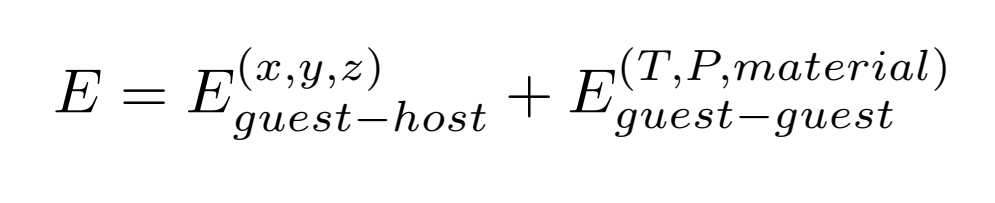 E = E_{guest-host}^{(x,y,z)} + E_{guest-guest}^{(T,P,material)}